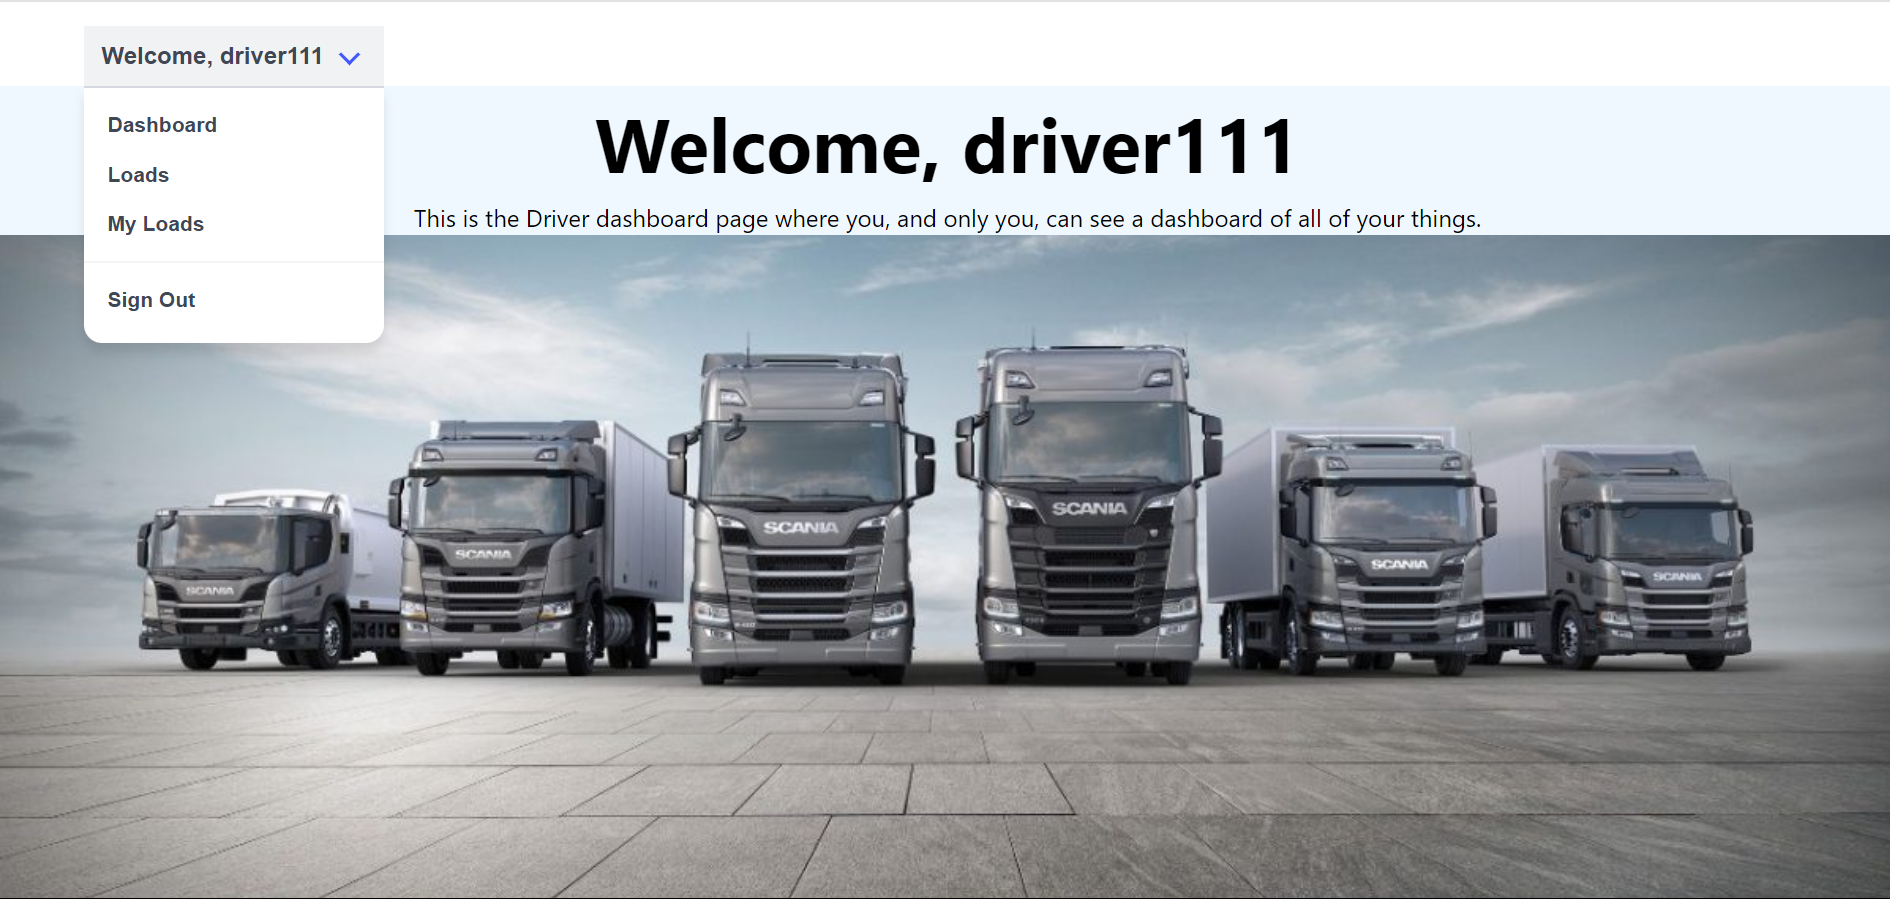 Welcome, driver111
Dashboard
Loads
My Loads
Sign Out
Welcome, driver111
This is the Driver dashboard page where you, and only you, can see a dashboard of all of your things.
SCANIA
SCANIA
SCANIA
SCANIA
SCANIA
SCANIA